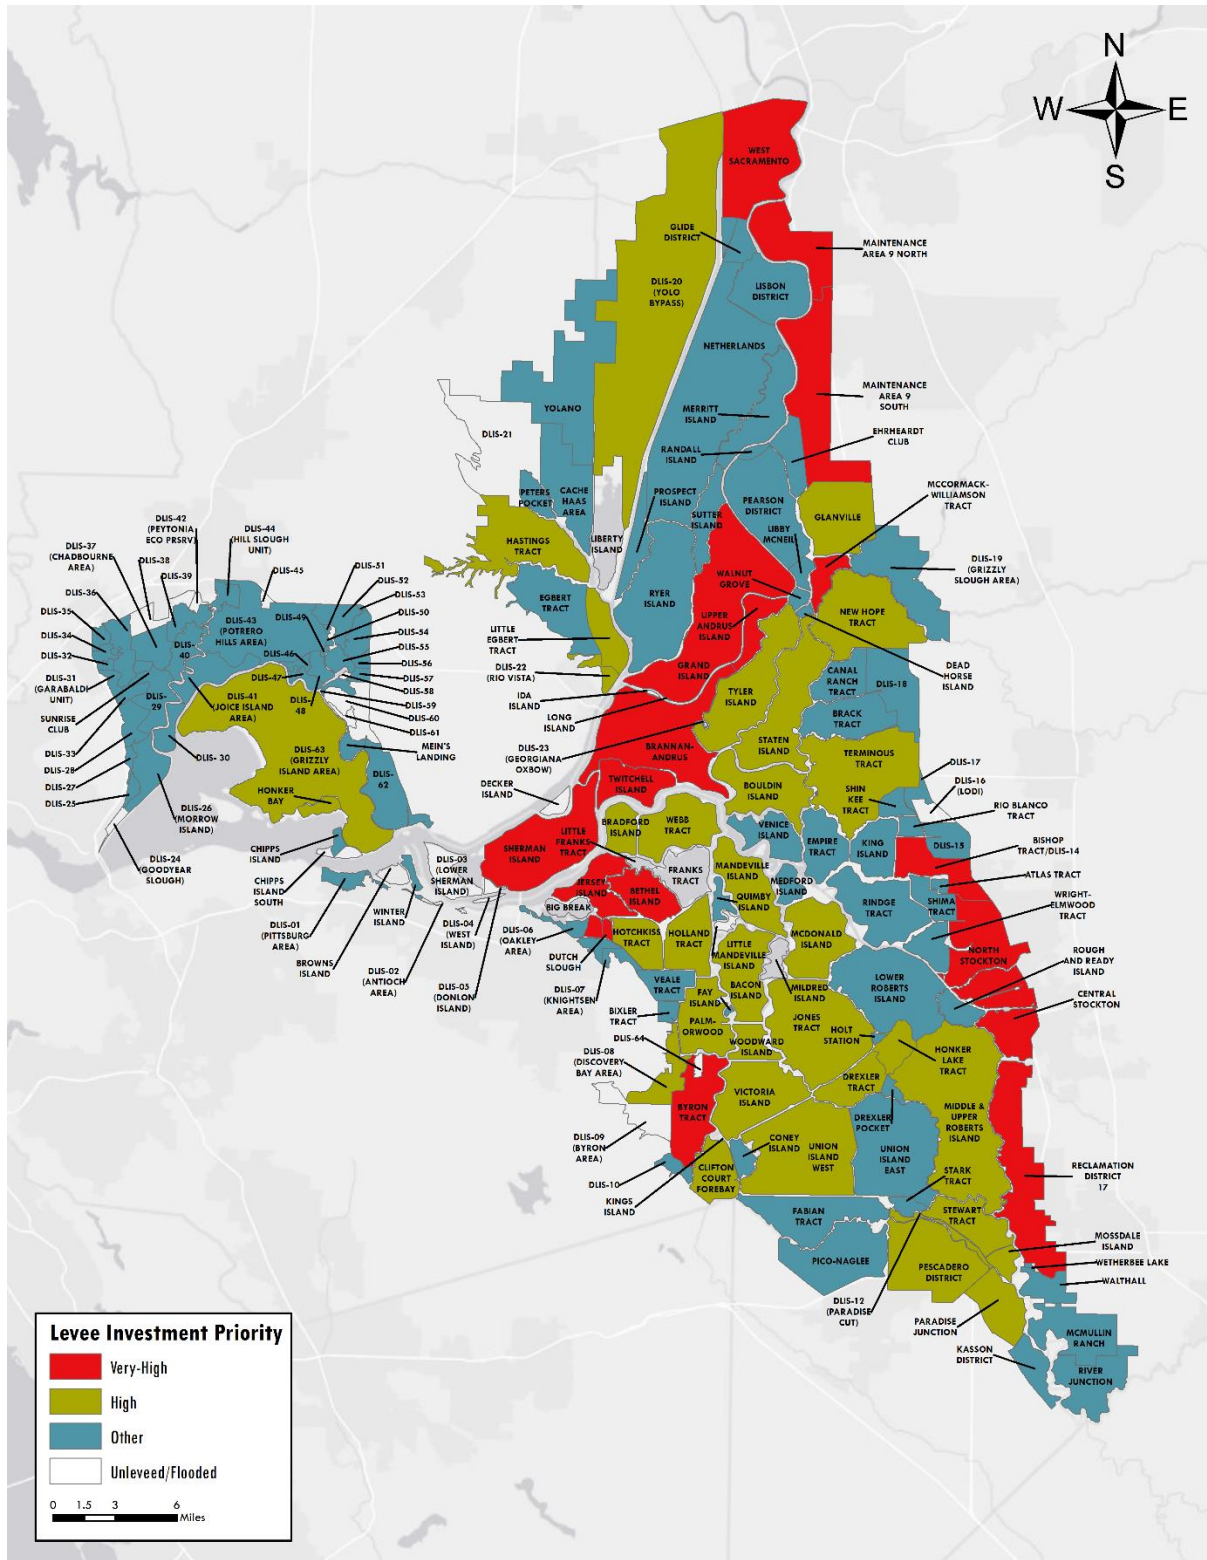 N
W
E
S
WEST
SACRAMENTO
GLIDE
DISTRICT
MAINTENANCE
AREA 9 NORTH
DLIS-20
(YOLO
BYPASS)
LISBON
DISTRICT
NETHERLANDS
MAINTENANCE
AREA 9
SOUTH
YOLANO
MERRITT
ISLAND
DLIS-21
EHRHEARDT
CLUB
RANDALL
ISLAND
MCCORMACK-
WILLIAMSON
TRACT
PETERS
POCKET
CACHE
HAAS
AREA
PROSPECT
ISLAND
SUTTER
ISLAND
PEARSON
DISTRICT
GLANVILLE
LIBBY
MCNEIL
HASTINGS
TRACT
LIBERTY
ISLAND
DLIS-19
(GRIZZLY
SLOUGH AREA)
WALNUT
GROVE
EGBERT
TRACT
RYER
ISLAND
UPPER
ANDRUS
ISLAND
NEW HOPE
TRACT
LITTLE
EGBERT
TRACT
GRAND
ISLAND
DLIS-22
(RIO VISTA)
DEAD
HORSE
ISLAND
CANAL
RANCH
TRACT
DLIS-18
IDA
ISLAND
TYLER
ISLAND
LONG
ISLAND
BRACK
TRACT
DLIS-23
(GEORGIANA
OXBOW)
STATEN
ISLAND
BRANNAN-
ANDRUS
TERMINOUS
TRACT
DLIS-17
DLIS-16
(LODI)
TWITCHELL
ISLAND
BOULDIN
ISLAND
SHIN
KEE
TRACT
RIO BLANCO
TRACT
DECKER
ISLAND
DLIS-42
(PEYTONIA
ECO PRSRV)
DLIS-44
(HILL SLOUGH
UNIT)
DLIS-37
(CHADBOURNE
AREA)
DLIS-38
DLIS-39
DLIS-45
DLIS-51
DLIS-52
DLIS-53
DLIS-36
DLIS-35
DLIS-34
DLIS-32
DLIS-31
(GARABALDI
UNIT)
SUNRISE
CLUB
DLIS-33
DLIS-28
DLIS-27
DLIS-25
DLIS-24
(GOODYEAR
SLOUGH)
DLIS-
40
DLIS-43
(POTRERO
HILLS AREA)
DLIS-49
DLIS-50
DLIS-54
DLIS-55
DLIS-46
DLIS-47
DLIS-56
DLIS-57
DLIS-58
DLIS-59
DLIS-60
DLIS-61
DLIS-
48
DLIS-
29
DLIS-41
(JOICE ISLAND
AREA)
DLIS- 30
DLIS-26
(MORROW
ISLAND)
DLIS-63
(GRIZZLY
ISLAND AREA)
MEIN'S
LANDING
DLIS-
62
HONKER
BAY
CHIPPS
ISLAND
CHIPPS
ISLAND
SOUTH
DLIS-01
(PITTSBURG
AREA)
BROWNS
ISLAND
WINTER
ISLAND
DLIS-02
(ANTIOCH
AREA)
DLIS-03
(LOWER
SHERMAN
ISLAND)
DLIS-04
(WEST
ISLAND)
DLIS-05
(DONLON
ISLAND)
SHERMAN
ISLAND
LITTLE
FRANKS
TRACT
BRADFORD
ISLAND
WEBB
TRACT
VENICE
ISLAND
EMPIRE
TRACT
KING
ISLAND
DLIS-15
BISHOP
TRACT/DLIS-14
FRANKS
TRACT
MANDEVILLE
ISLAND
MEDFORD
ISLAND
ATLAS TRACT
JERSEY
ISLAND
BETHEL
ISLAND
QUIMBY
ISLAND
RINDGE
TRACT
SHIMA
TRACT
WRIGHT-
ELMWOOD
TRACT
BIG BREAK
DLIS-06
(OAKLEY
AREA)
DUTCH
SLOUGH
HOTCHKISS
TRACT
HOLLAND
TRACT
LITTLE
MANDEVILLE
ISLAND
MCDONALD
ISLAND
NORTH
STOCKTON
ROUGH
AND READY
ISLAND
DLIS-07
(KNIGHTSEN
AREA)
VEALE
TRACT
FAY
ISLAND
BACON
ISLAND
MILDRED
ISLAND
LOWER
ROBERTS
ISLAND
CENTRAL
STOCKTON
BIXLER
TRACT
PALM-
ORWOOD
JONES
TRACT
HOLT
STATION
DLIS-64
WOODWARD
ISLAND
HONKER
LAKE
TRACT
DLIS-08
(DISCOVERY
BAY AREA)
DREXLER
TRACT
BYRON
TRACT
VICTORIA
ISLAND
DREXLER
POCKET
MIDDLE &
UPPER
ROBERTS
ISLAND
DLIS-09
(BYRON
AREA)
CONEY
ISLAND
UNION
ISLAND
WEST
UNION
ISLAND
EAST
DLIS-10
CLIFTON
COURT
FOREBAY
STARK
TRACT
RECLAMATION
DISTRICT
17
KINGS
ISLAND
FABIAN
TRACT
STEWART
TRACT
MOSSDALE
ISLAND
PICO-NAGLEE
PESCADERO
DISTRICT
WETHERBEE LAKE
WALTHALL
DLIS-12
(PARADISE
CUT)
PARADISE
JUNCTION
KASSON
DISTRICT
MCMULLIN
RANCH
RIVER
JUNCTION
Levee Investment Priority
Very-High
High
Other
Unleveed/Flooded
0 1.5 3 6
Miles